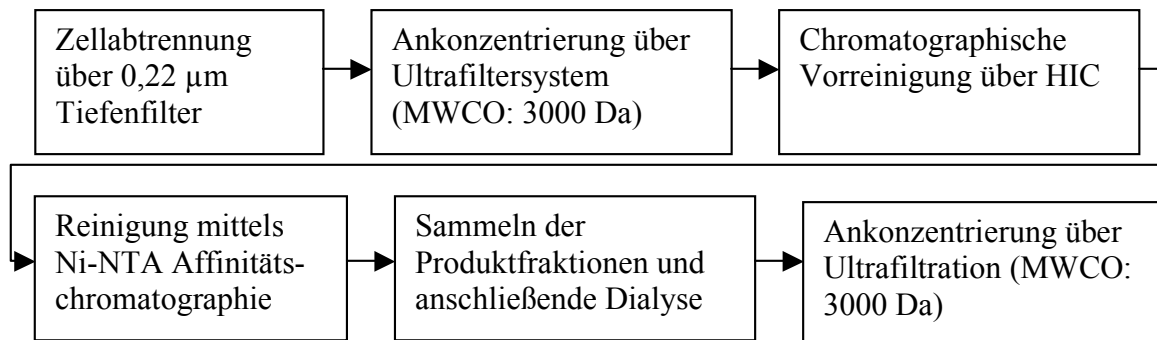 Zellabtrennung
über 0,22 µm
Tiefenfilter
Ankonzentrierung über
Ultrafiltersystem
(MWCO: 3000 Da)
Chromatographische
Vorreinigung über HIC
Reinigung mittels
Ni-NTA Affinitäts-
chromatographie
Sammeln der
Produktfraktionen und
anschließende Dialyse
Ankonzentrierung über
Ultrafiltration (MWCO:
3000 Da)